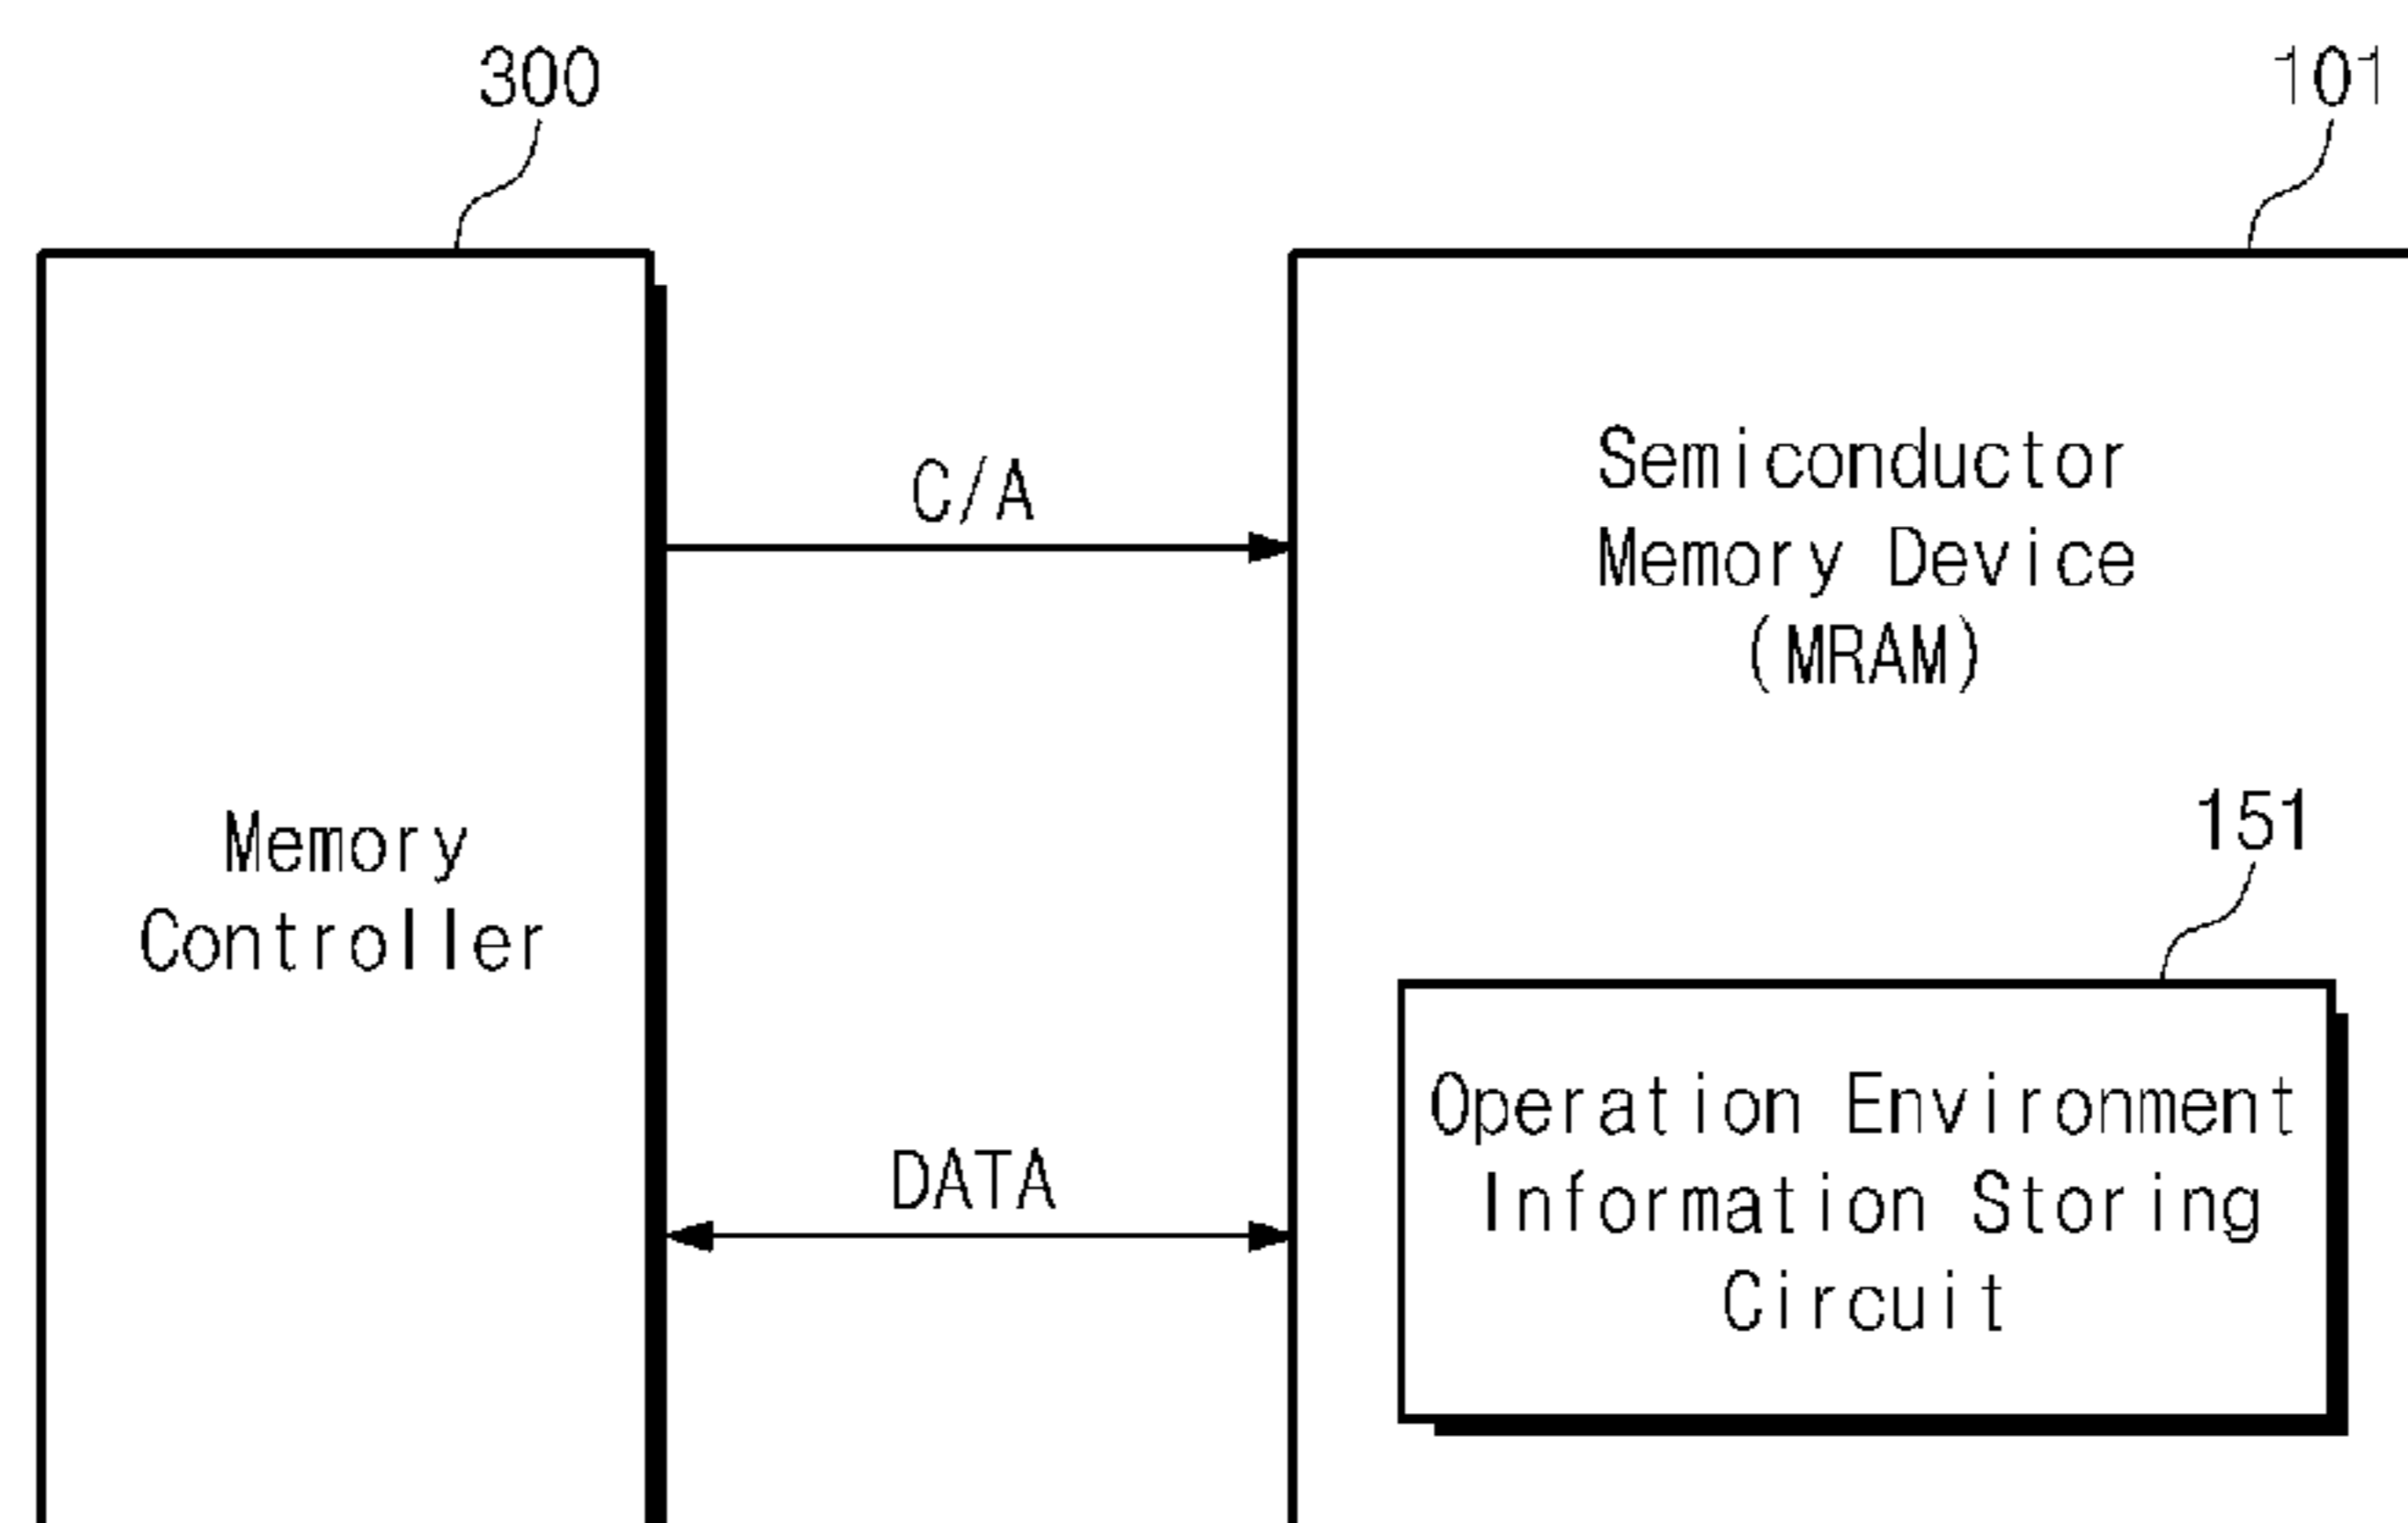 300
101
C/A
Semiconductor
Memory Device
(MRAM)
Memory
Controller
151
DATA
Operation Environment
Information Storing
Circuit